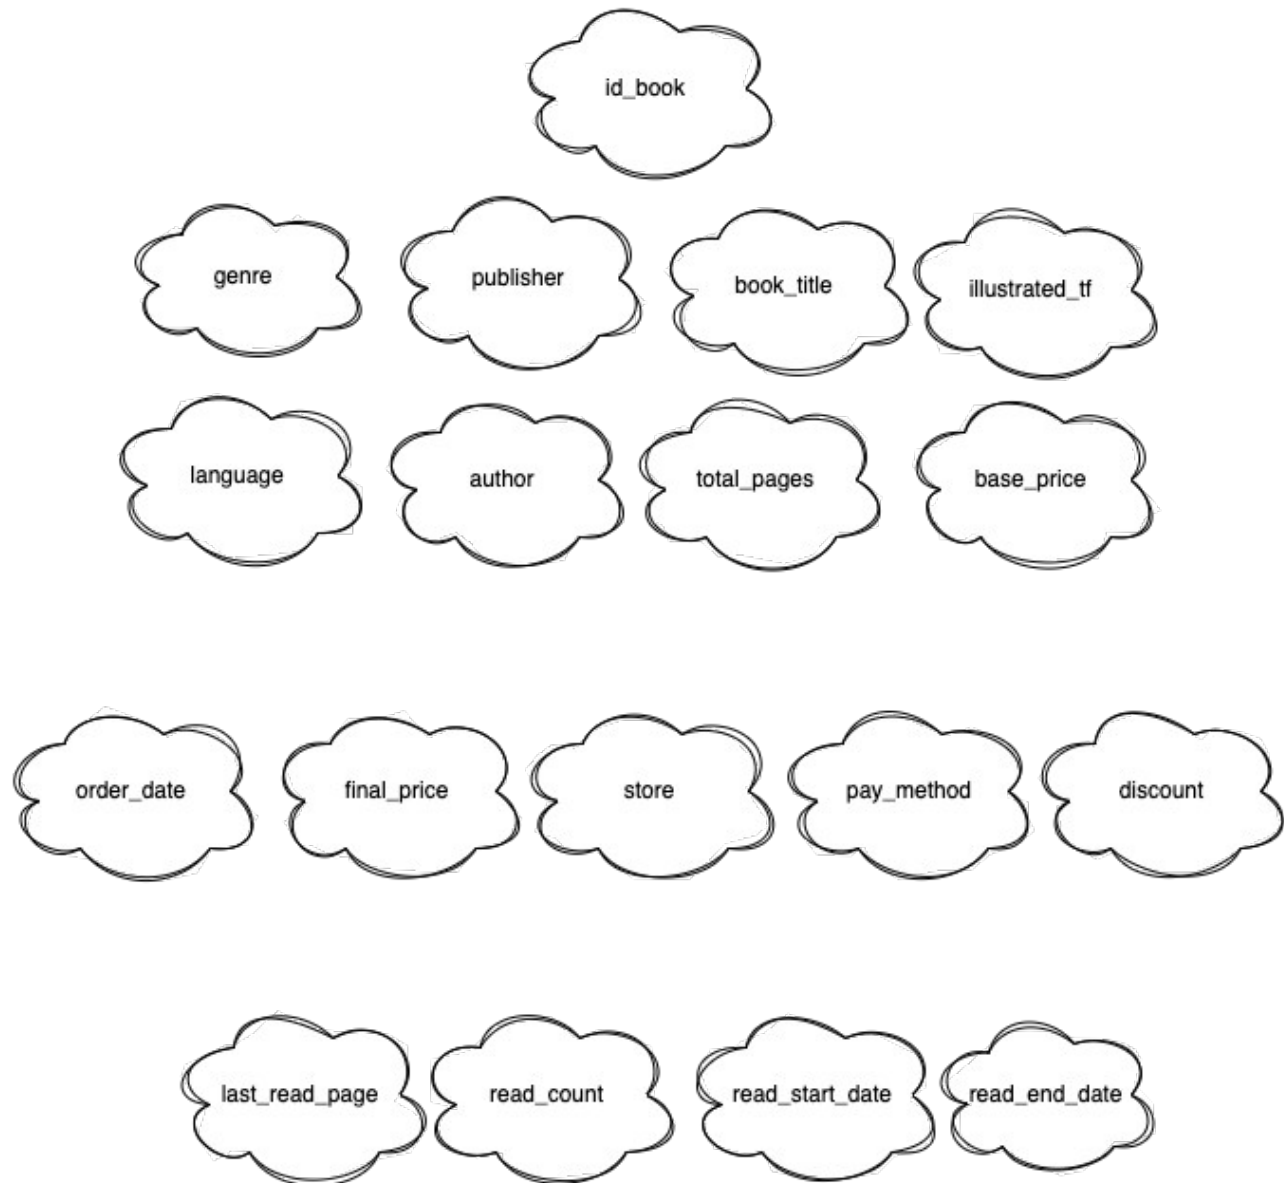 id_book
genre
publisher
book_title
illustrated_tf
language
author
total_pages
base_price
order_date
final_price
store
pay_method
discount
last_read_page
read_count
read_start_date
read_end_date